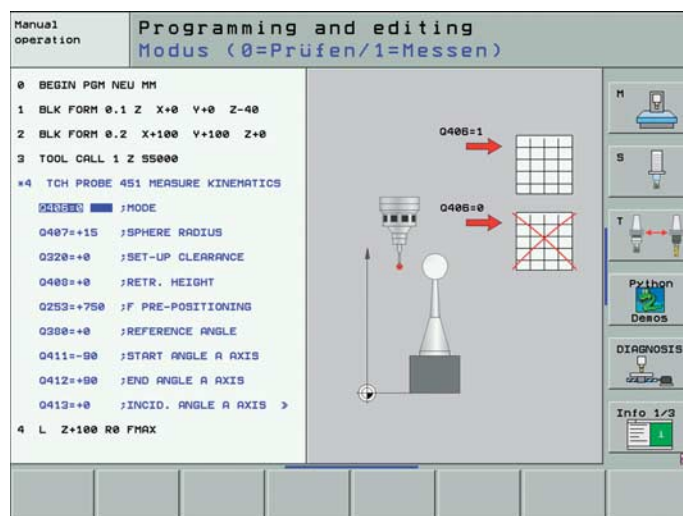 Manual
operation
Programming and editing
Modus (0=Prüfen/1=Messen)
0 BEGIN PGM NEU MM
1 BLK FORM 0.1 Z X+0 Y+0 Z-40
2 BLK FORM 0.2 X+100 Y+100 Z+0
3 TOOL CALL 1 Z S5000
*4 TCH PROBE 451 MEASURE KINEMATICS
Q406=0 ;MODE
Q407=+15 ;SPHERE RADIUS
Q320=+0 ;SET-UP CLEARANCE
Q408=+0 ;RETR. HEIGHT
Q253=+750 ;F PRE-POSITIONING
Q380=+0 ;REFERENCE ANGLE
Q411=-90 ;START ANGLE A AXIS
Q412=+90 ;END ANGLE A AXIS
Q413=+0 ;INCID. ANGLE A AXIS »
4 L Z+100 R0 FMAX
Q406=1
Q406=0
M
S
T
Python
Demos
DIAGNOSIS
Info 1/3
i